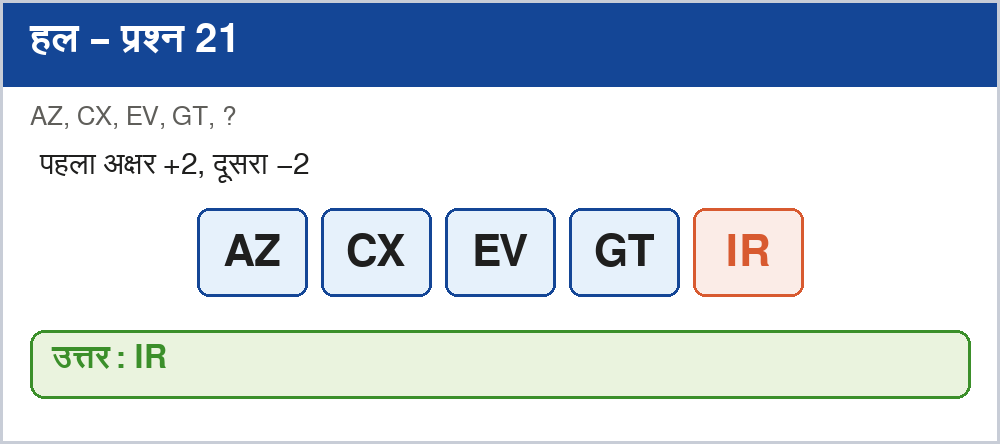 हल – प्रश्न 21
AZ, CX, EV, GT, ?
पहला अक्षर +2, दूसरा –2
AZ CX EV GT IR
उत्तर : IR